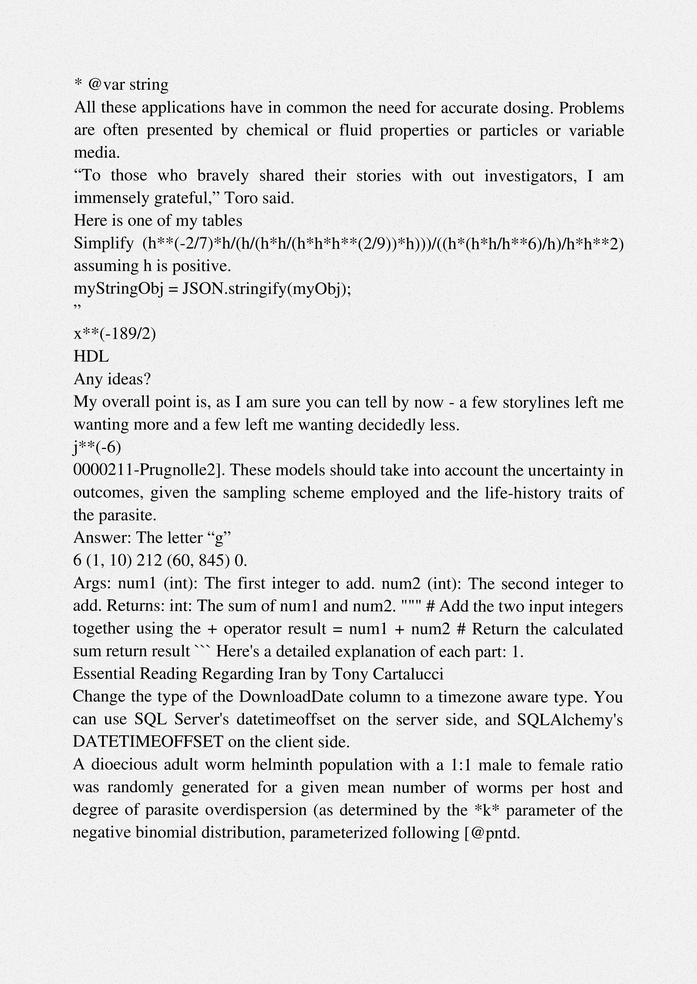 * @var string
All these applications have in common the need for accurate dosing. Problems
are often presented by chemical or fluid properties or particles or variable
media.
“To those who bravely shared their stories with out investigators, I am
immensely grateful,” Toro said.
Here is one of my tables
Simplify (h**(-2/7)*h/(h/(h*h/(h*h*h**(2/9))*h)))/((h*(h*h/h**6)/h)/h*h**2)
assuming h is positive.
myStringObj = JSON.stringify(myObj);
”
x**(-189/2)
HDL
Any ideas?
My overall point is, as I am sure you can tell by now - a few storylines left me
wanting more and a few left me wanting decidedly less.
j**(-6)
0000211-Prugnolle2]. These models should take into account the uncertainty in
outcomes, given the sampling scheme employed and the life-history traits of
the parasite.
Answer: The letter “g”
6 (1, 10) 212 (60, 845) 0.
Args: num1 (int): The first integer to add. num2 (int): The second integer to
add. Returns: int: The sum of num1 and num2. """ # Add the two input integers
together using the + operator result = num1 + num2 # Return the calculated
sum return result ``` Here's a detailed explanation of each part: 1.
Essential Reading Regarding Iran by Tony Cartalucci
Change the type of the DownloadDate column to a timezone aware type. You
can use SQL Server's datetimeoffset on the server side, and SQLAlchemy's
DATETIMEOFFSET on the client side.
A dioecious adult worm helminth population with a 1:1 male to female ratio
was randomly generated for a given mean number of worms per host and
degree of parasite overdispersion (as determined by the *k* parameter of the
negative binomial distribution, parameterized following [@pntd.